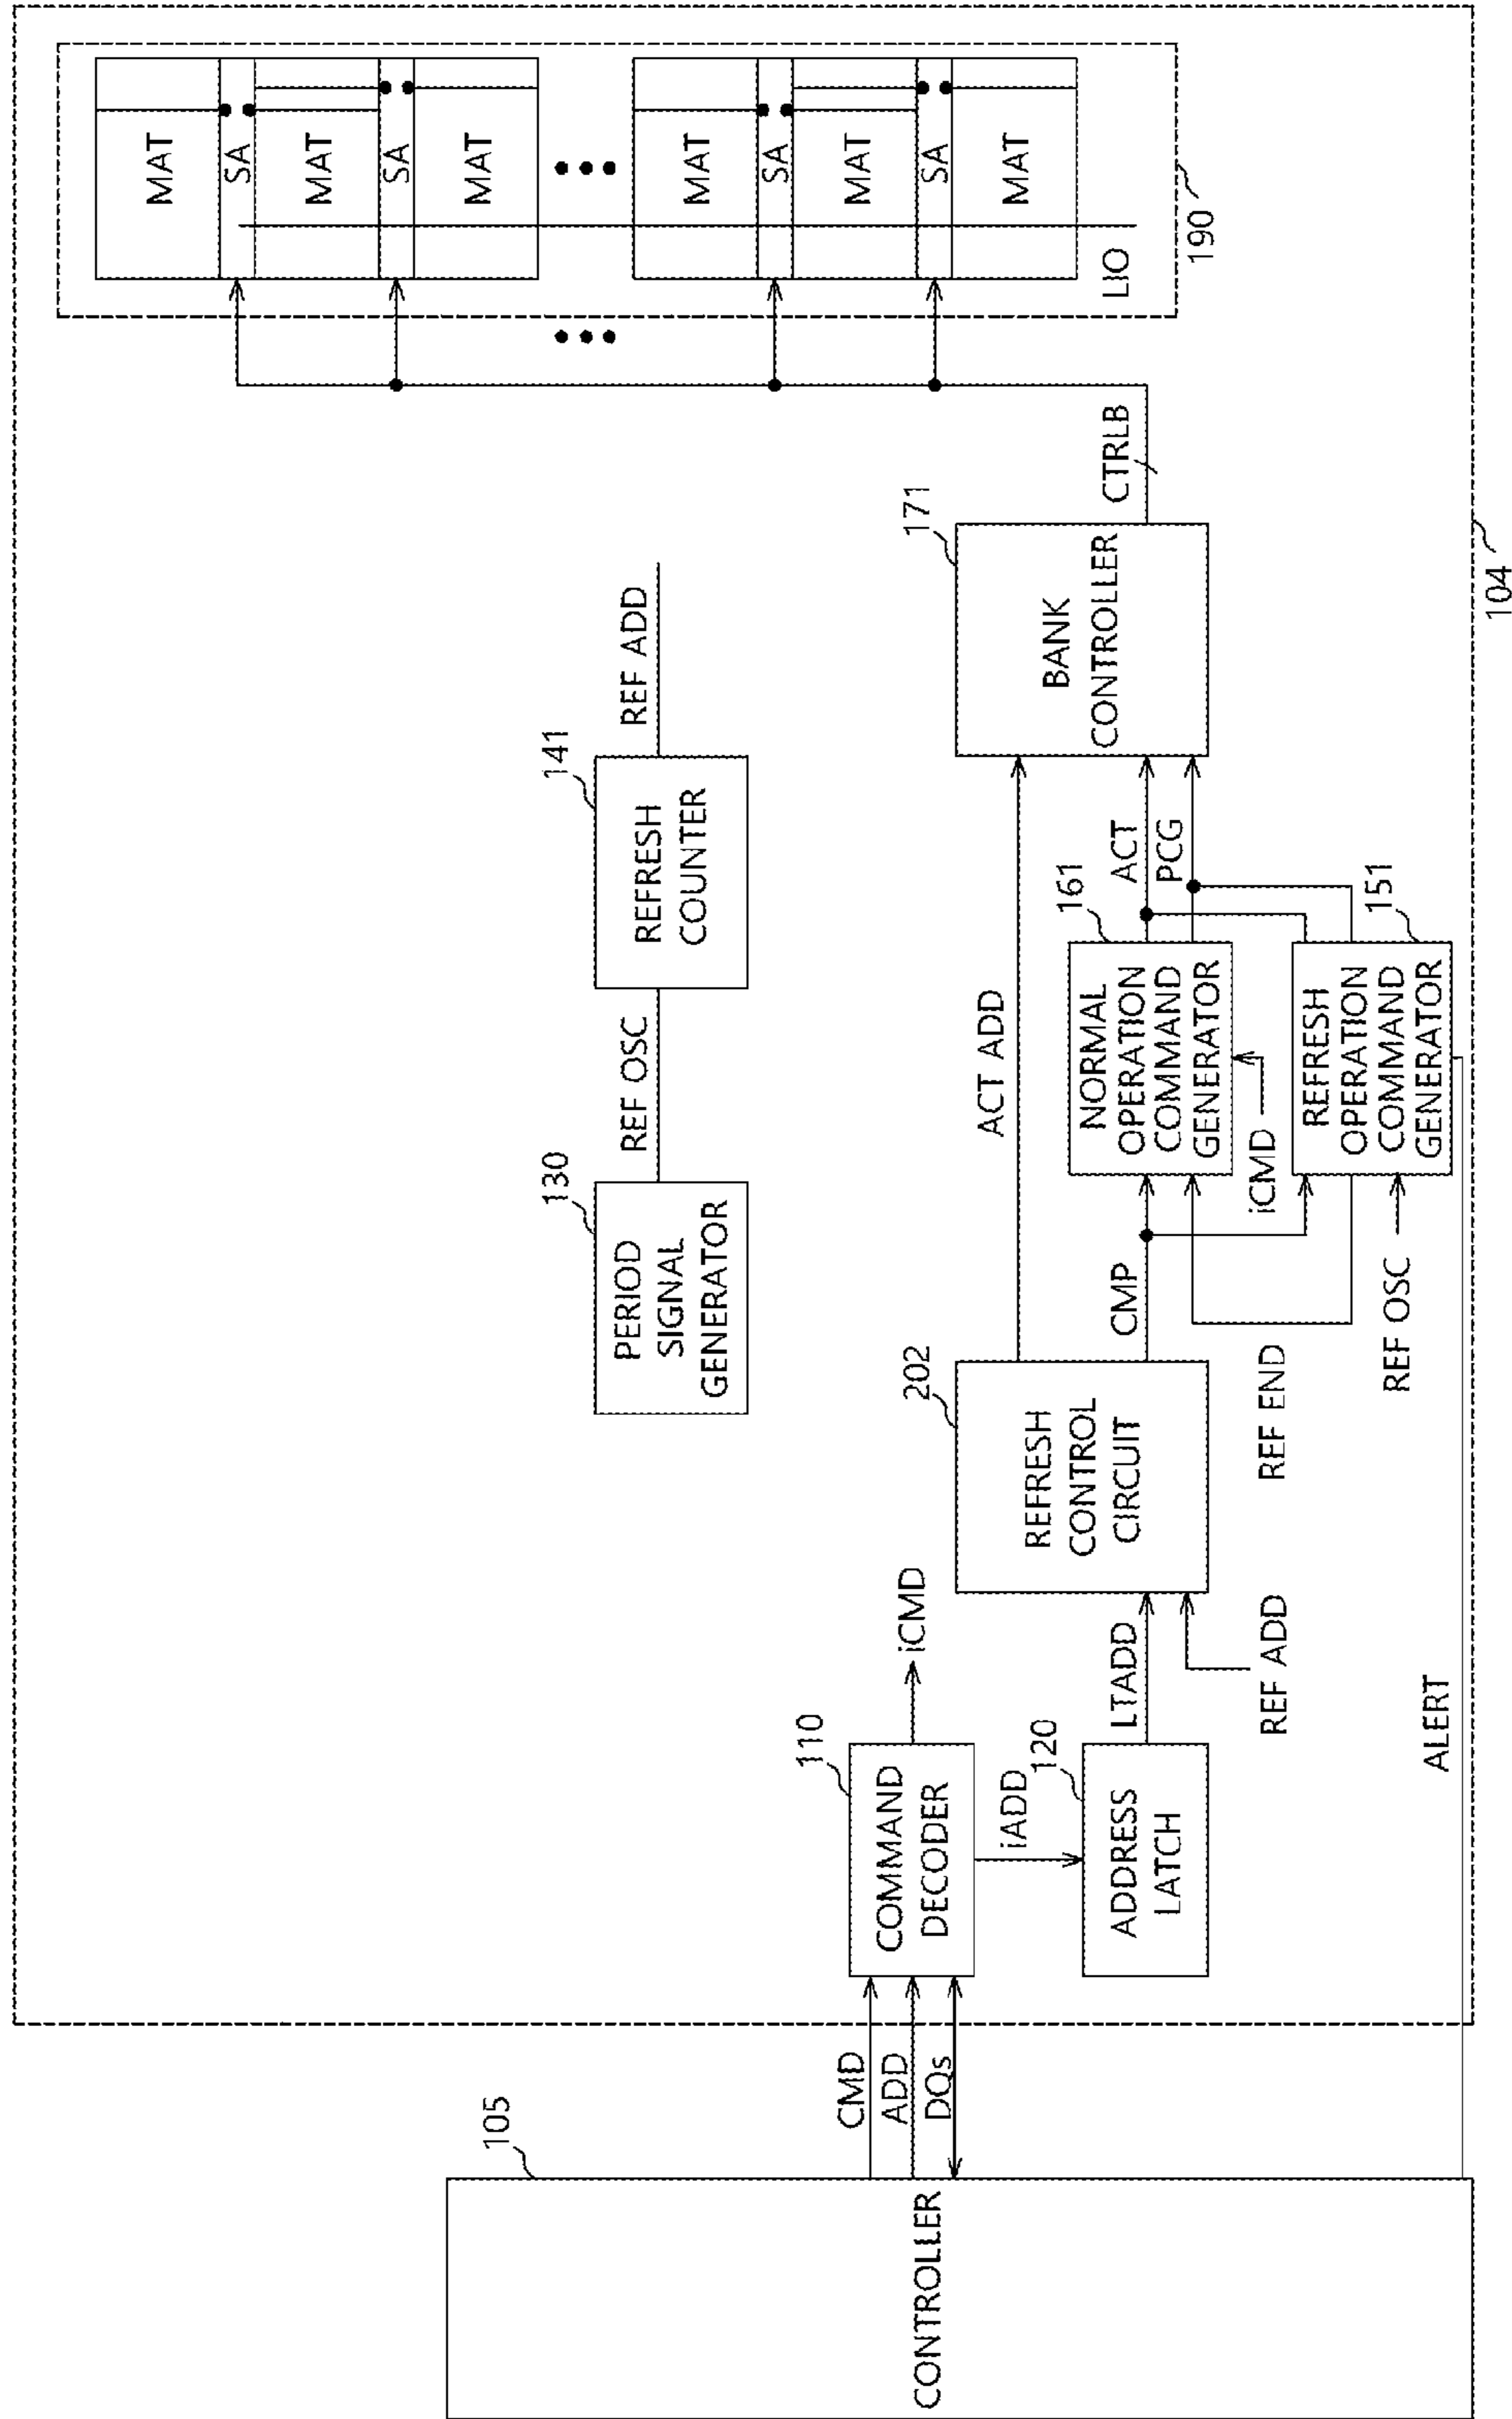 CONTROLLER
105
CMD
ADD
DQs
COMMAND
DECODER
110
iCMD
iADD
ADDRESS
LATCH
120
LTADD
REF ADD
REFRESH
CONTROL
CIRCUIT
202
ACT ADD
CMP
REF END
REF OSC
iCMD
NORMAL
OPERATION
COMMAND
GENERATOR
161
REFRESH
OPERATION
COMMAND
GENERATOR
151
ACT
PCG
ALERT
PERIOD
SIGNAL
GENERATOR
130
REF OSC
REFRESH
COUNTER
141
REF ADD
BANK
CONTROLLER
171
CTRLB
MAT
SA
MAT
SA
MAT
MAT
SA
MAT
SA
MAT
LIO
190
104